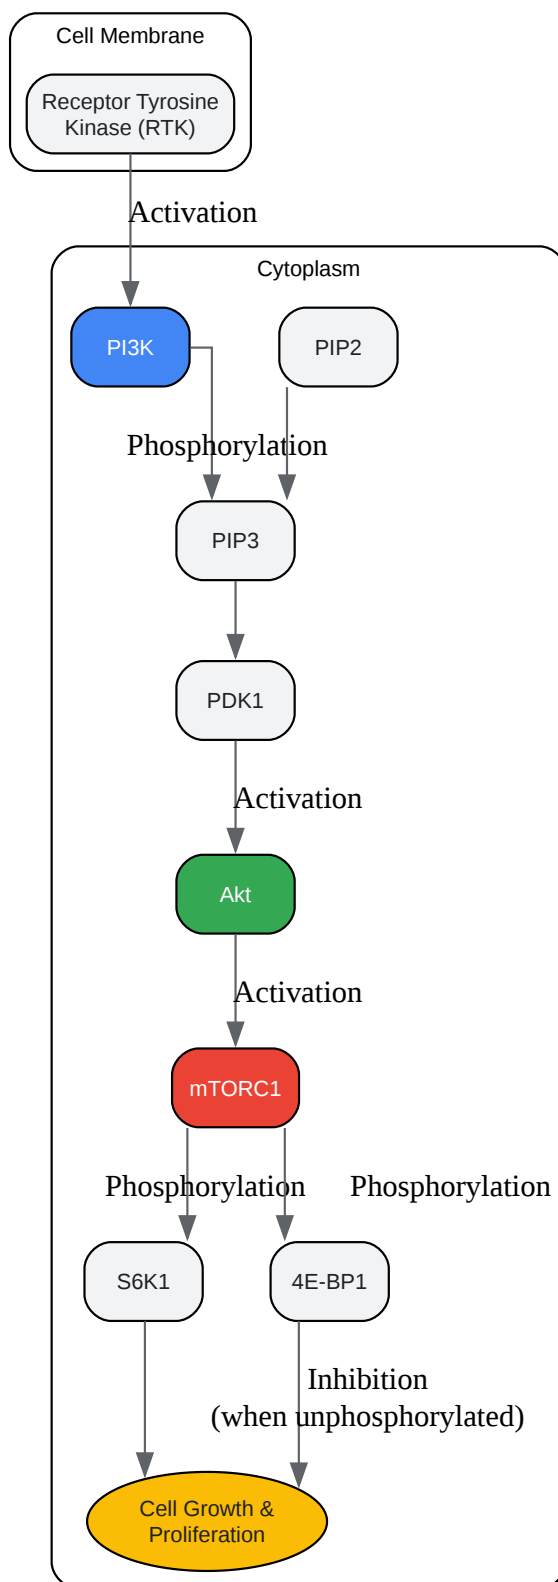 Cell Membrane
Receptor Tyrosine
Kinase (RTK)
Activation
Cytoplasm
PI3K
PIP2
Phosphorylation
PIP3
PDK1
Activation
Akt
Activation
mTORC1
Phosphorylation
Phosphorylation
S6K1
4E-BP1
Inhibition
(when unphosphorylated)
Cell Growth &
Proliferation